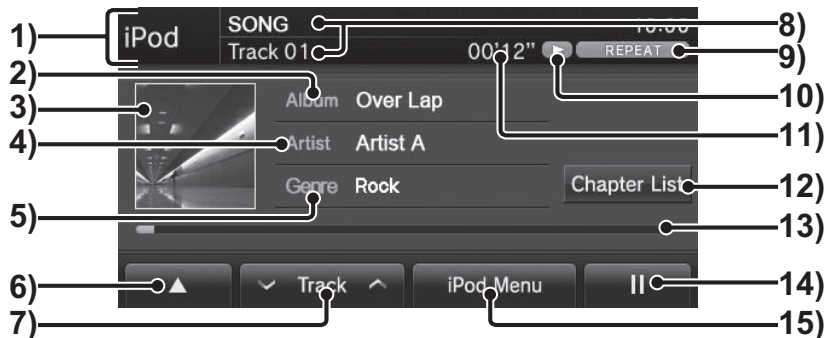 1)
iPod
SONG
8)
Track 01
00'12"
REPEAT
9)
2)
Album Over Lap
10)
3)
11)
4)
Artist Artist A
5)
Genre Rock
Chapter List
12)
13)
6)
Track
iPod Menu
14)
7)
15)